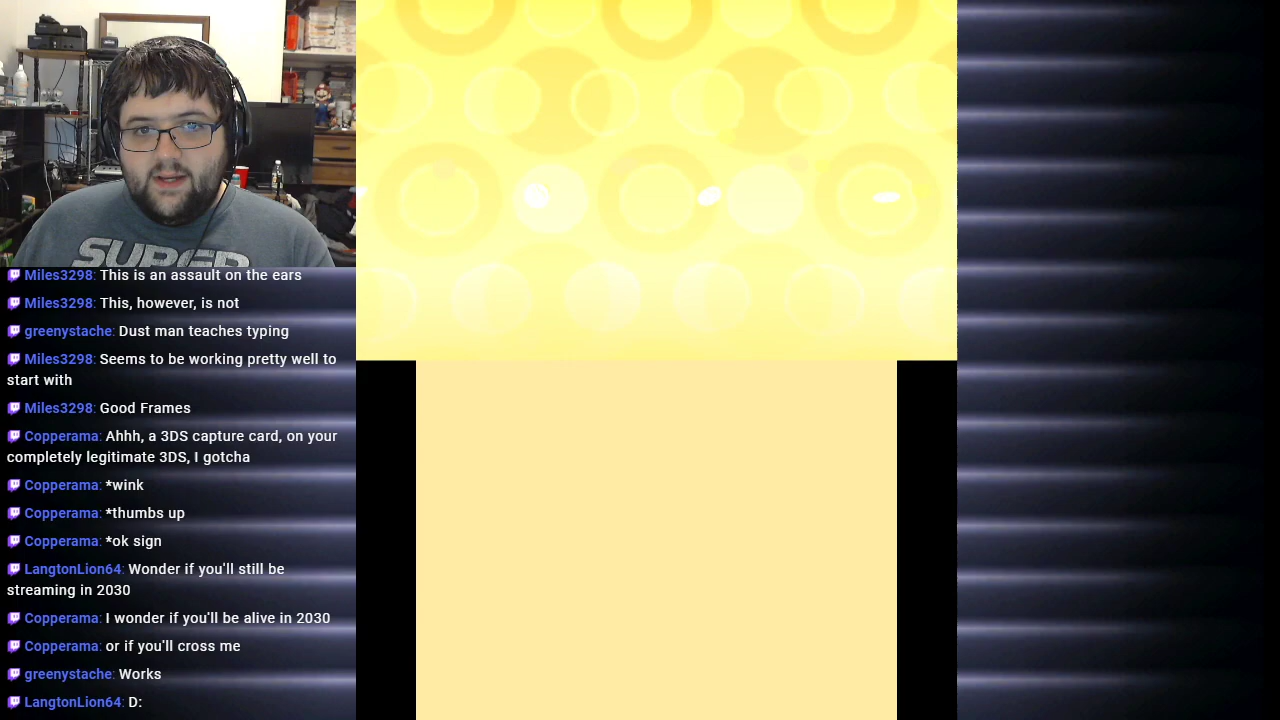 SUPER
Miles3298: This is an assault on the ears
Miles3298: This, however, is not
greenystache: Dust man teaches typing
Miles3298: Seems to be working pretty well to
start with
Miles3298: Good Frames
Copperama: Ahhh, a 3DS capture card, on your
completely legitimate 3DS, I gotcha
Copperama: *wink
Copperama: *thumbs up
Copperama: *ok sign
LangtonLion64: Wonder if you'll still be
streaming in 2030
Copperama: I wonder if you'll be alive in 2030
Copperama: or if you'll cross me
greenystache: Works
LangtonLion64: D: